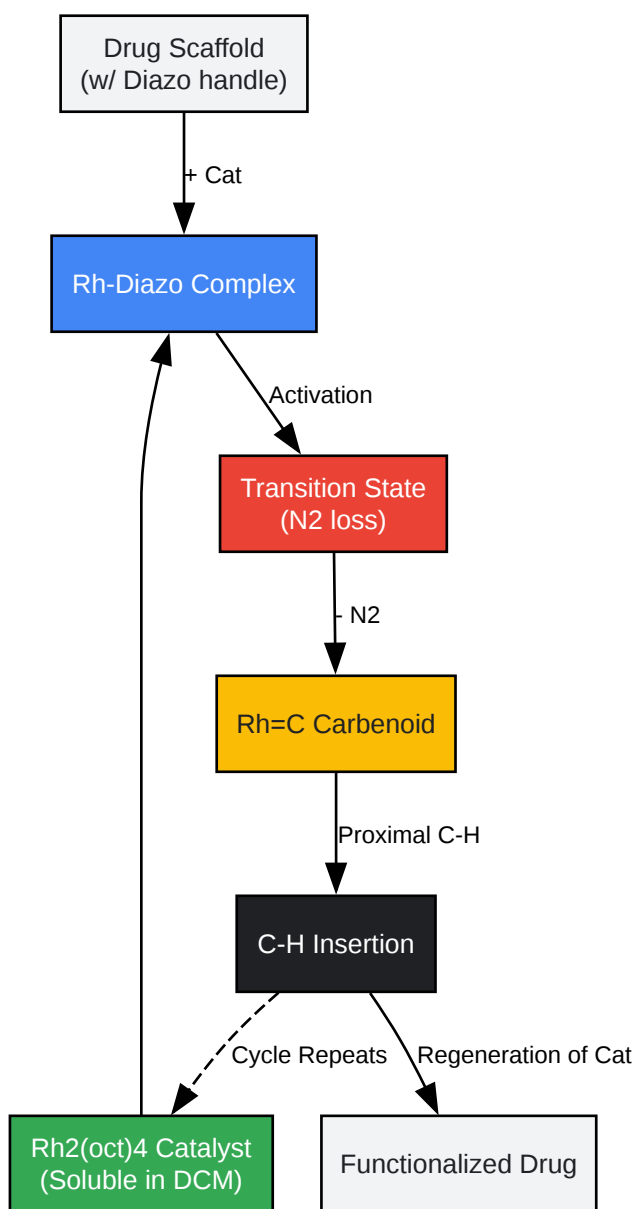 Drug Scaffold
(w/ Diazo handle)
+ Cat
Rh-Diazo Complex
Activation
Transition State
(N2 loss)
- N2
Rh=C Carbenoid
Proximal C-H
C-H Insertion
Cycle Repeats
Regeneration of Cat
Rh2(oct)4 Catalyst
(Soluble in DCM)
Functionalized Drug